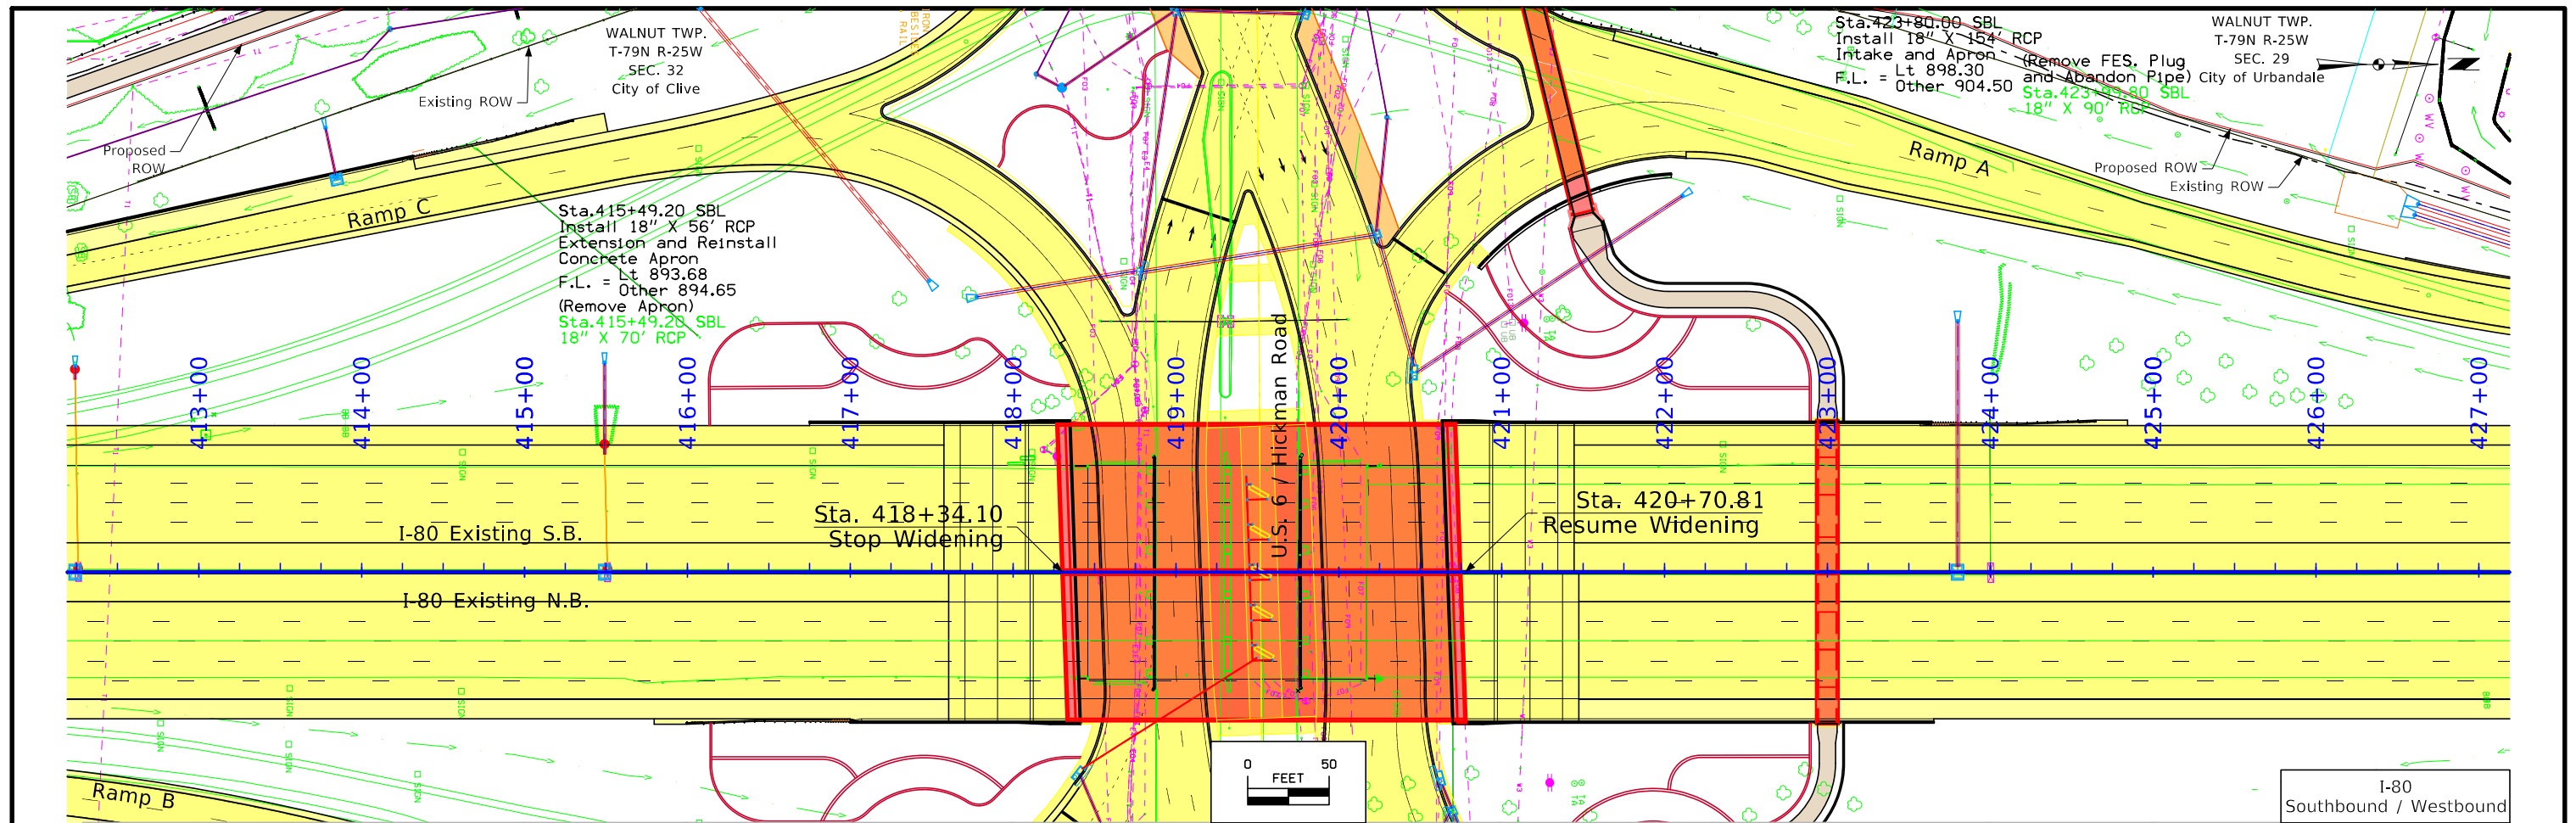 WALNUT TWP.
T-79N R-25W
SEC. 32
City of Clive
Existing ROW
Proposed
ROW
Ramp C
Sta.415+49.20 SBL
Install 18" X 56' RCP
Extension and Reinstall
Concrete Apron
F.L. = Lt 893.68
Other 894.65
(Remove Apron)
Sta.415+49.20 SBL
18" X 70' RCP
Sta.423+80.00 SBL
Install 18" X 154' RCP
Intake and Apron
F.L. = Lt 898.30
Other 904.50
(Remove FES. Plug
and Abandon Pipe)
Sta.423+99.80 SBL
18" X 90' RCP
WALNUT TWP.
T-79N R-25W
SEC. 29
City of Urbandale
Ramp A
Proposed ROW
Existing ROW
413+00
414+00
415+00
416+00
417+00
418+00
419+00
420+00
421+00
422+00
423+00
424+00
425+00
426+00
427+00
U.S. 6 / Hickman Road
Sta. 418+34.10
Stop Widening
Sta. 420+70.81
Resume Widening
I-80 Existing S.B.
I-80 Existing N.B.
Ramp B
0 50
FEET
I-80
Southbound / Westbound